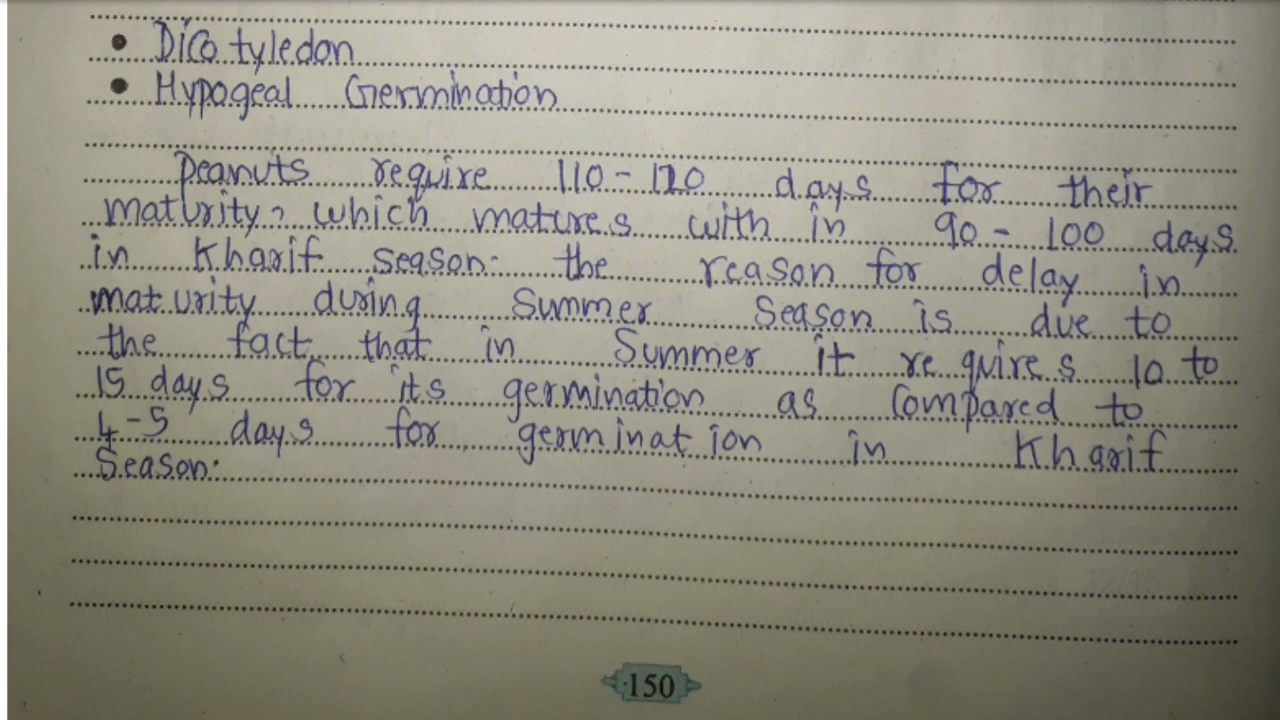 • Dicotyledon
• Hypogeal Germination
Peanuts require 110-120 days for their
maturity, which matures with in 90-100 days
in Kharif season. the reason for delay in
maturity during Summer Season is due to
the fact that in Summer it requires 10 to
15 days for its germination as Compared to
4-5 days for germination in Kharif
Season.
150